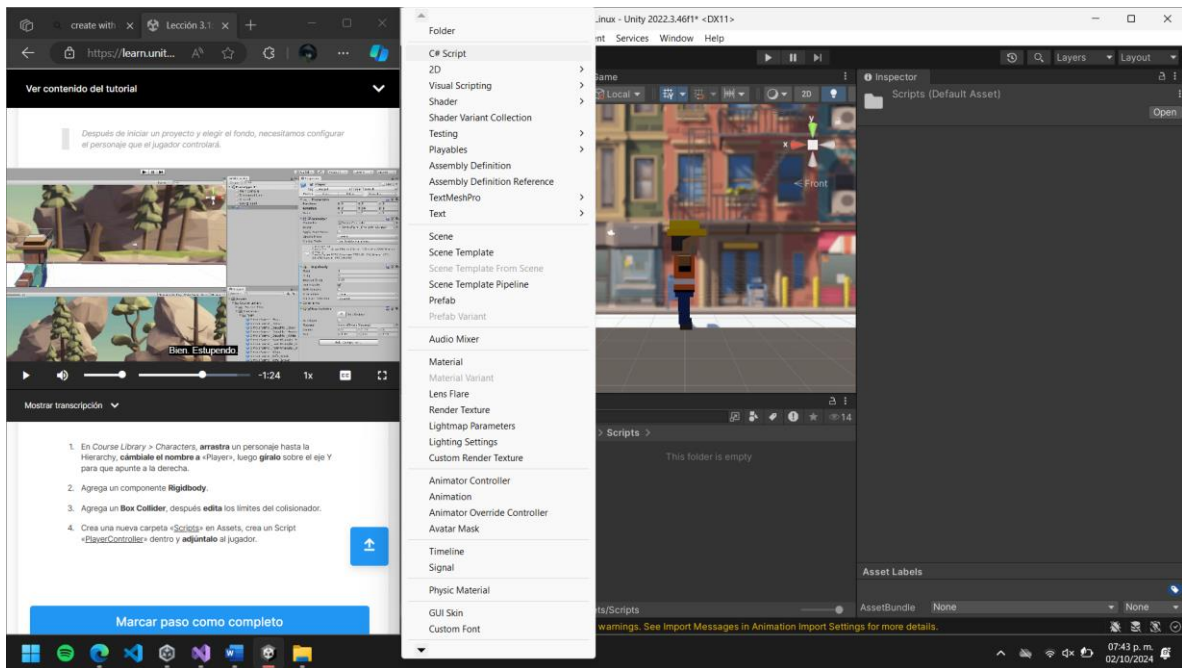 create with
Lección 3.1:
https://learn.unit...
Ver contenido del tutorial
Después de iniciar un proyecto y elegir el fondo, necesitamos configurar
el personaje que el jugador controlará.
Bien. Estupendo
-1:24
1x
CC
Mostrar transcripción
1. En Course Library > Characters, arrastra un personaje hasta la
Hierarchy, cámbiale el nombre a «Player», luego gíralo sobre el eje Y
para que apunte a la derecha.
2. Agrega un componente Rigidbody.
3. Agrega un Box Collider, después edita los límites del colisionador.
4. Crea una nueva carpeta «Scripts» en Assets, crea un Script
«PlayerController» dentro y adjúntalo al jugador.
Marcar paso como completo
Folder
C# Script
2D
Visual Scripting
Shader
Shader Variant Collection
Testing
Playables
Assembly Definition
Assembly Definition Reference
TextMeshPro
Text
Scene
Scene Template
Scene Template From Scene
Scene Template Pipeline
Prefab
Prefab Variant
Audio Mixer
Material
Material Variant
Lens Flare
Render Texture
Lightmap Parameters
Lighting Settings
Custom Render Texture
Animator Controller
Animation
Animator Override Controller
Avatar Mask
Timeline
Signal
Physic Material
GUI Skin
Custom Font
Linux - Unity 2022.3.46f1* <DX11>
nt Services Window Help
Layers
Layout
Game
Local
2D
y
x
< Front
14
> Scripts >
This folder is empty
ts/Scripts
Inspector
Scripts (Default Asset)
Open
Asset Labels
AssetBundle None None
warnings. See Import Messages in Animation Import Settings for more details.
07:43 p. m.
02/10/2024